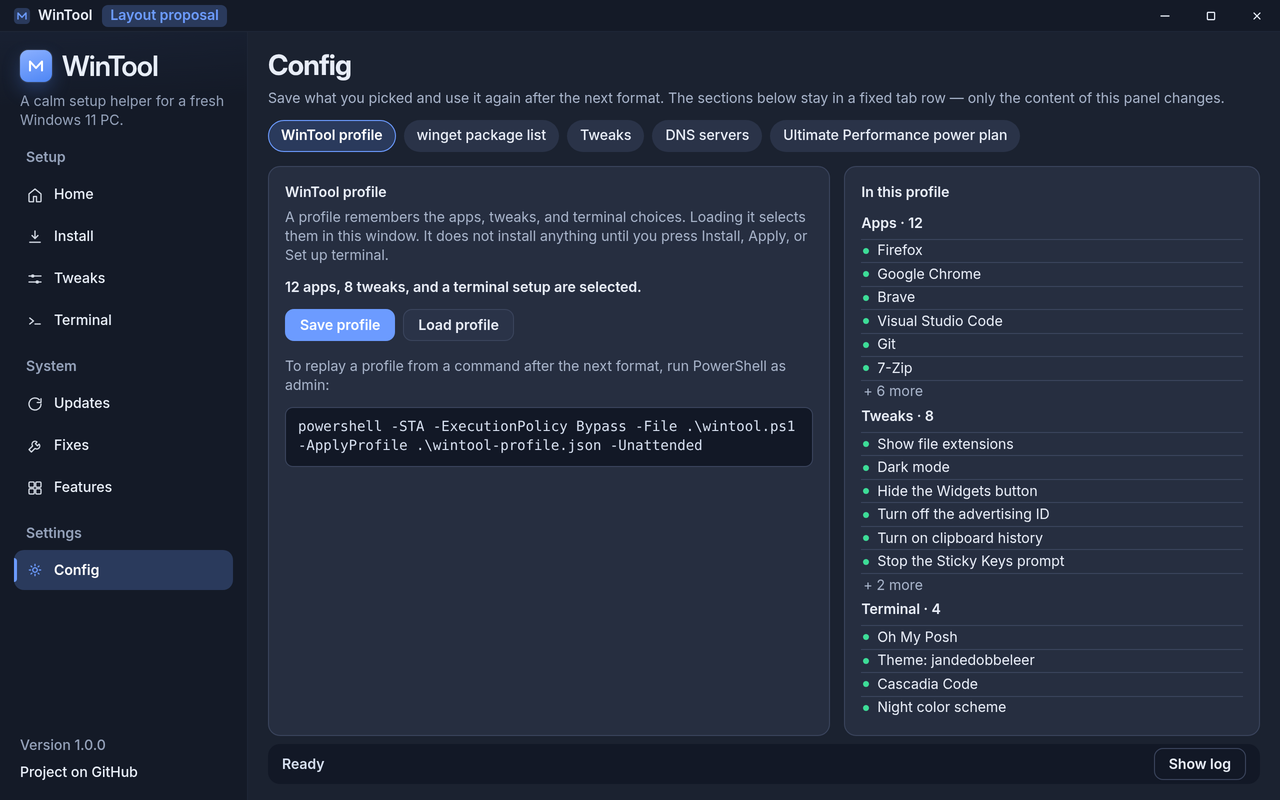 WinTool
Layout proposal
WinTool
A calm setup helper for a fresh
Windows 11 PC.
Setup
Home
Install
Tweaks
Terminal
System
Updates
Fixes
Features
Settings
Config
Version 1.0.0
Project on GitHub
Config
Save what you picked and use it again after the next format. The sections below stay in a fixed tab row — only the content of this panel changes.
WinTool profile
winget package list
Tweaks
DNS servers
Ultimate Performance power plan
WinTool profile
A profile remembers the apps, tweaks, and terminal choices. Loading it selects
them in this window. It does not install anything until you press Install, Apply, or
Set up terminal.
12 apps, 8 tweaks, and a terminal setup are selected.
Save profile
Load profile
To replay a profile from a command after the next format, run PowerShell as
admin:
powershell -STA -ExecutionPolicy Bypass -File .\wintool.ps1
-ApplyProfile .\wintool-profile.json -Unattended
In this profile
Apps · 12
Firefox
Google Chrome
Brave
Visual Studio Code
Git
7-Zip
+ 6 more
Tweaks · 8
Show file extensions
Dark mode
Hide the Widgets button
Turn off the advertising ID
Turn on clipboard history
Stop the Sticky Keys prompt
+ 2 more
Terminal · 4
Oh My Posh
Theme: jandedobbeleer
Cascadia Code
Night color scheme
Ready
Show log